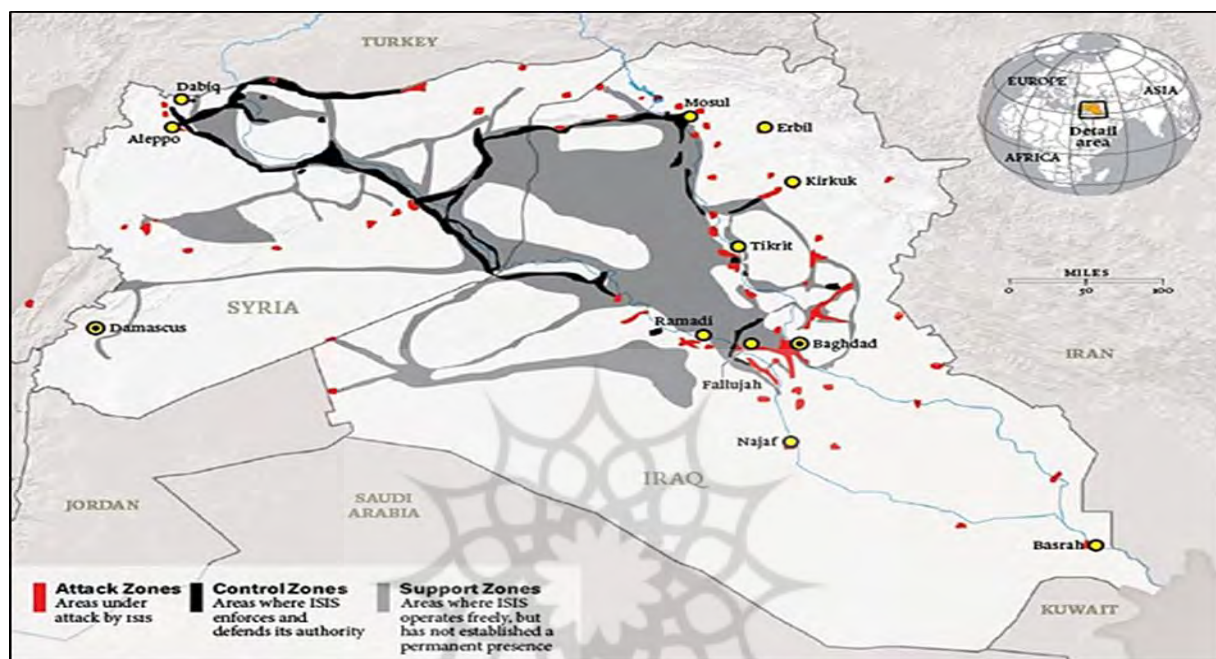 TURKEY
Dabiq
Aleppo
Mosul
Erbil
Kirkuk
Tikrit
EUROPE
ASIA
Detail
area
AFRICA
MILES
0 50 100
SYRIA
Damascus
Ramadi
Baghdad
IRAN
Fallujah
Najaf
IRAQ
JORDAN
SAUDI
ARABIA
Basrah
KUWAIT
Attack Zones
Areas under
attack by ISIS
Control Zones
Areas where ISIS
enforces and
defends its authority
Support Zones
Areas where ISIS
operates freely, but
has not established a
permanent presence